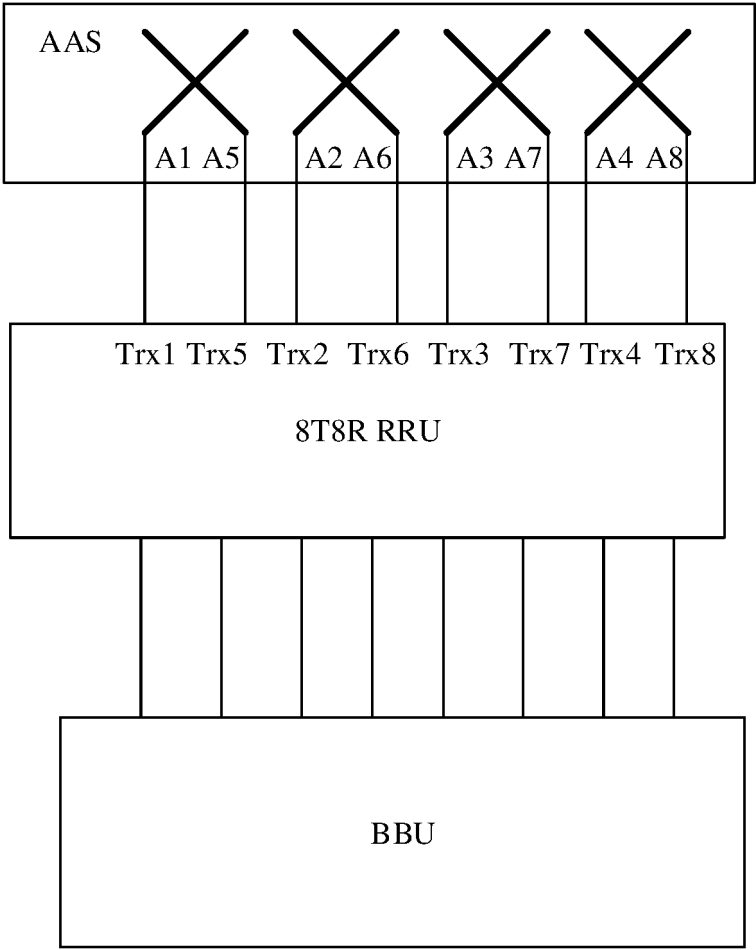 AAS
A1 A5 A2 A6 A3 A7 A4 A8
Trx1 Trx5 Trx2 Trx6 Trx3 Trx7 Trx4 Trx8
8T8R RRU
BBU